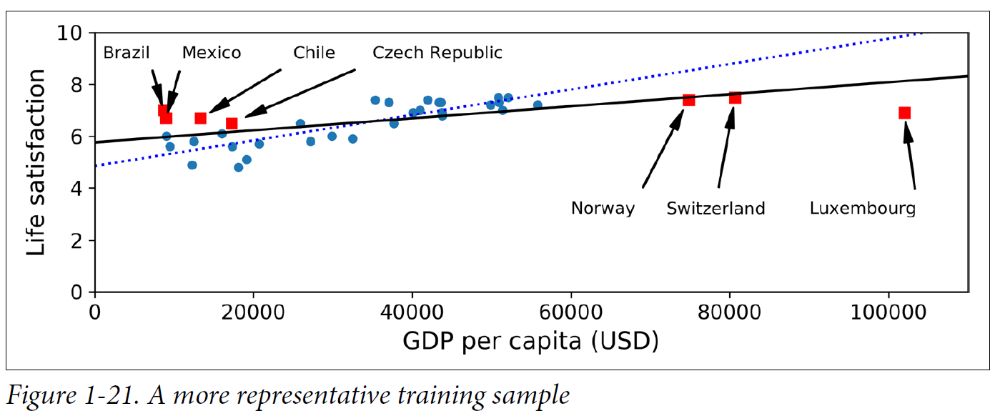 10
Brazil Mexico Chile Czech Republic
8
6
4
Norway Switzerland Luxembourg
2
0
Life satisfaction
0 20000 40000 60000 80000 100000
GDP per capita (USD)
Figure 1-21. A more representative training sample